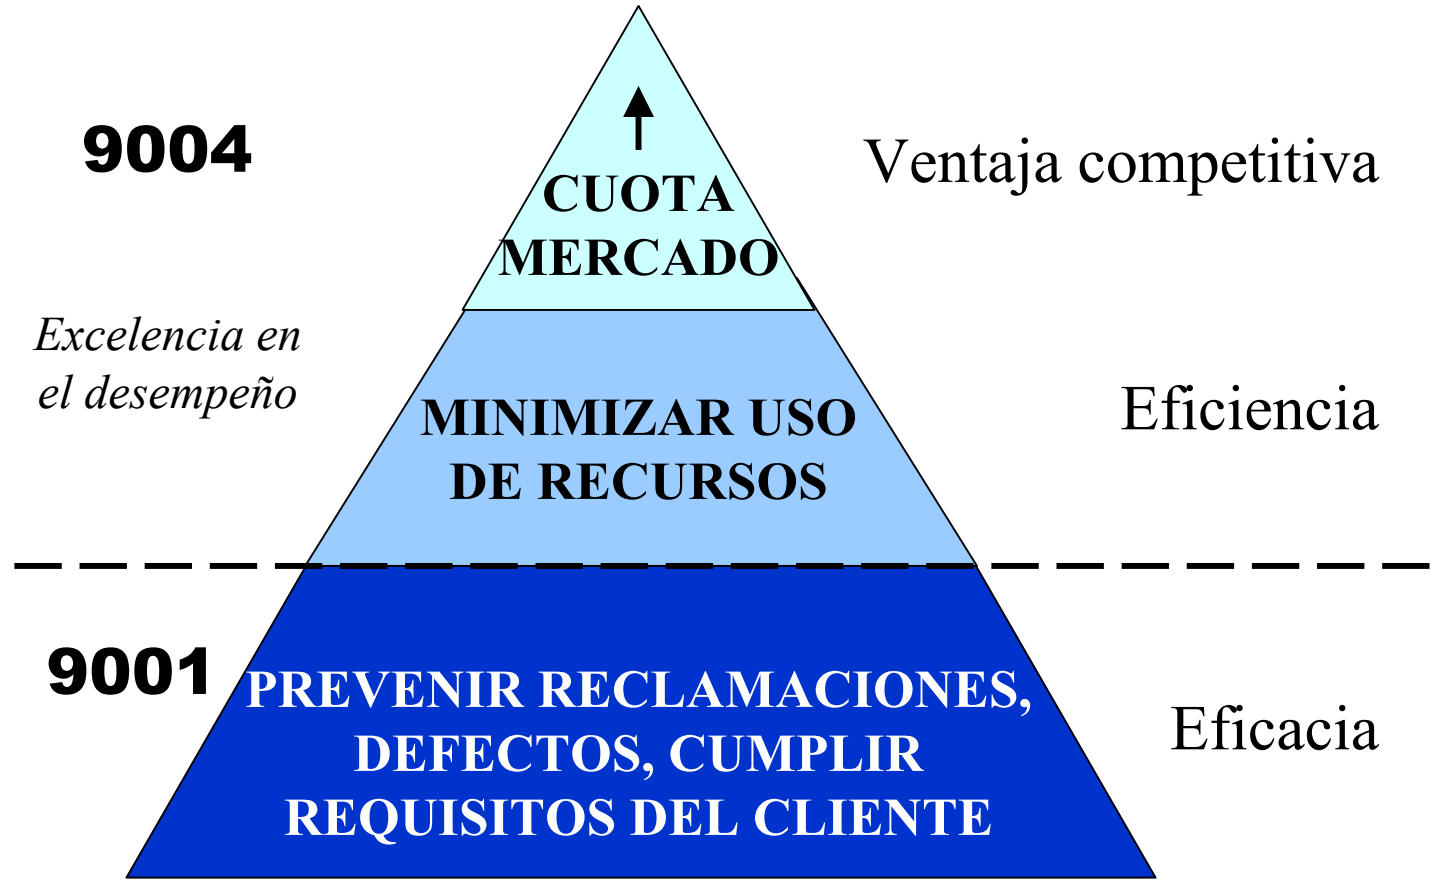 9004
CUOTA
MERCADO
Ventaja competitiva
Excelencia en
el desempeño
MINIMIZAR USO
DE RECURSOS
Eficiencia
9001
PREVENIR RECLAMACIONES,
DEFECTOS, CUMPLIR
REQUISITOS DEL CLIENTE
Eficacia